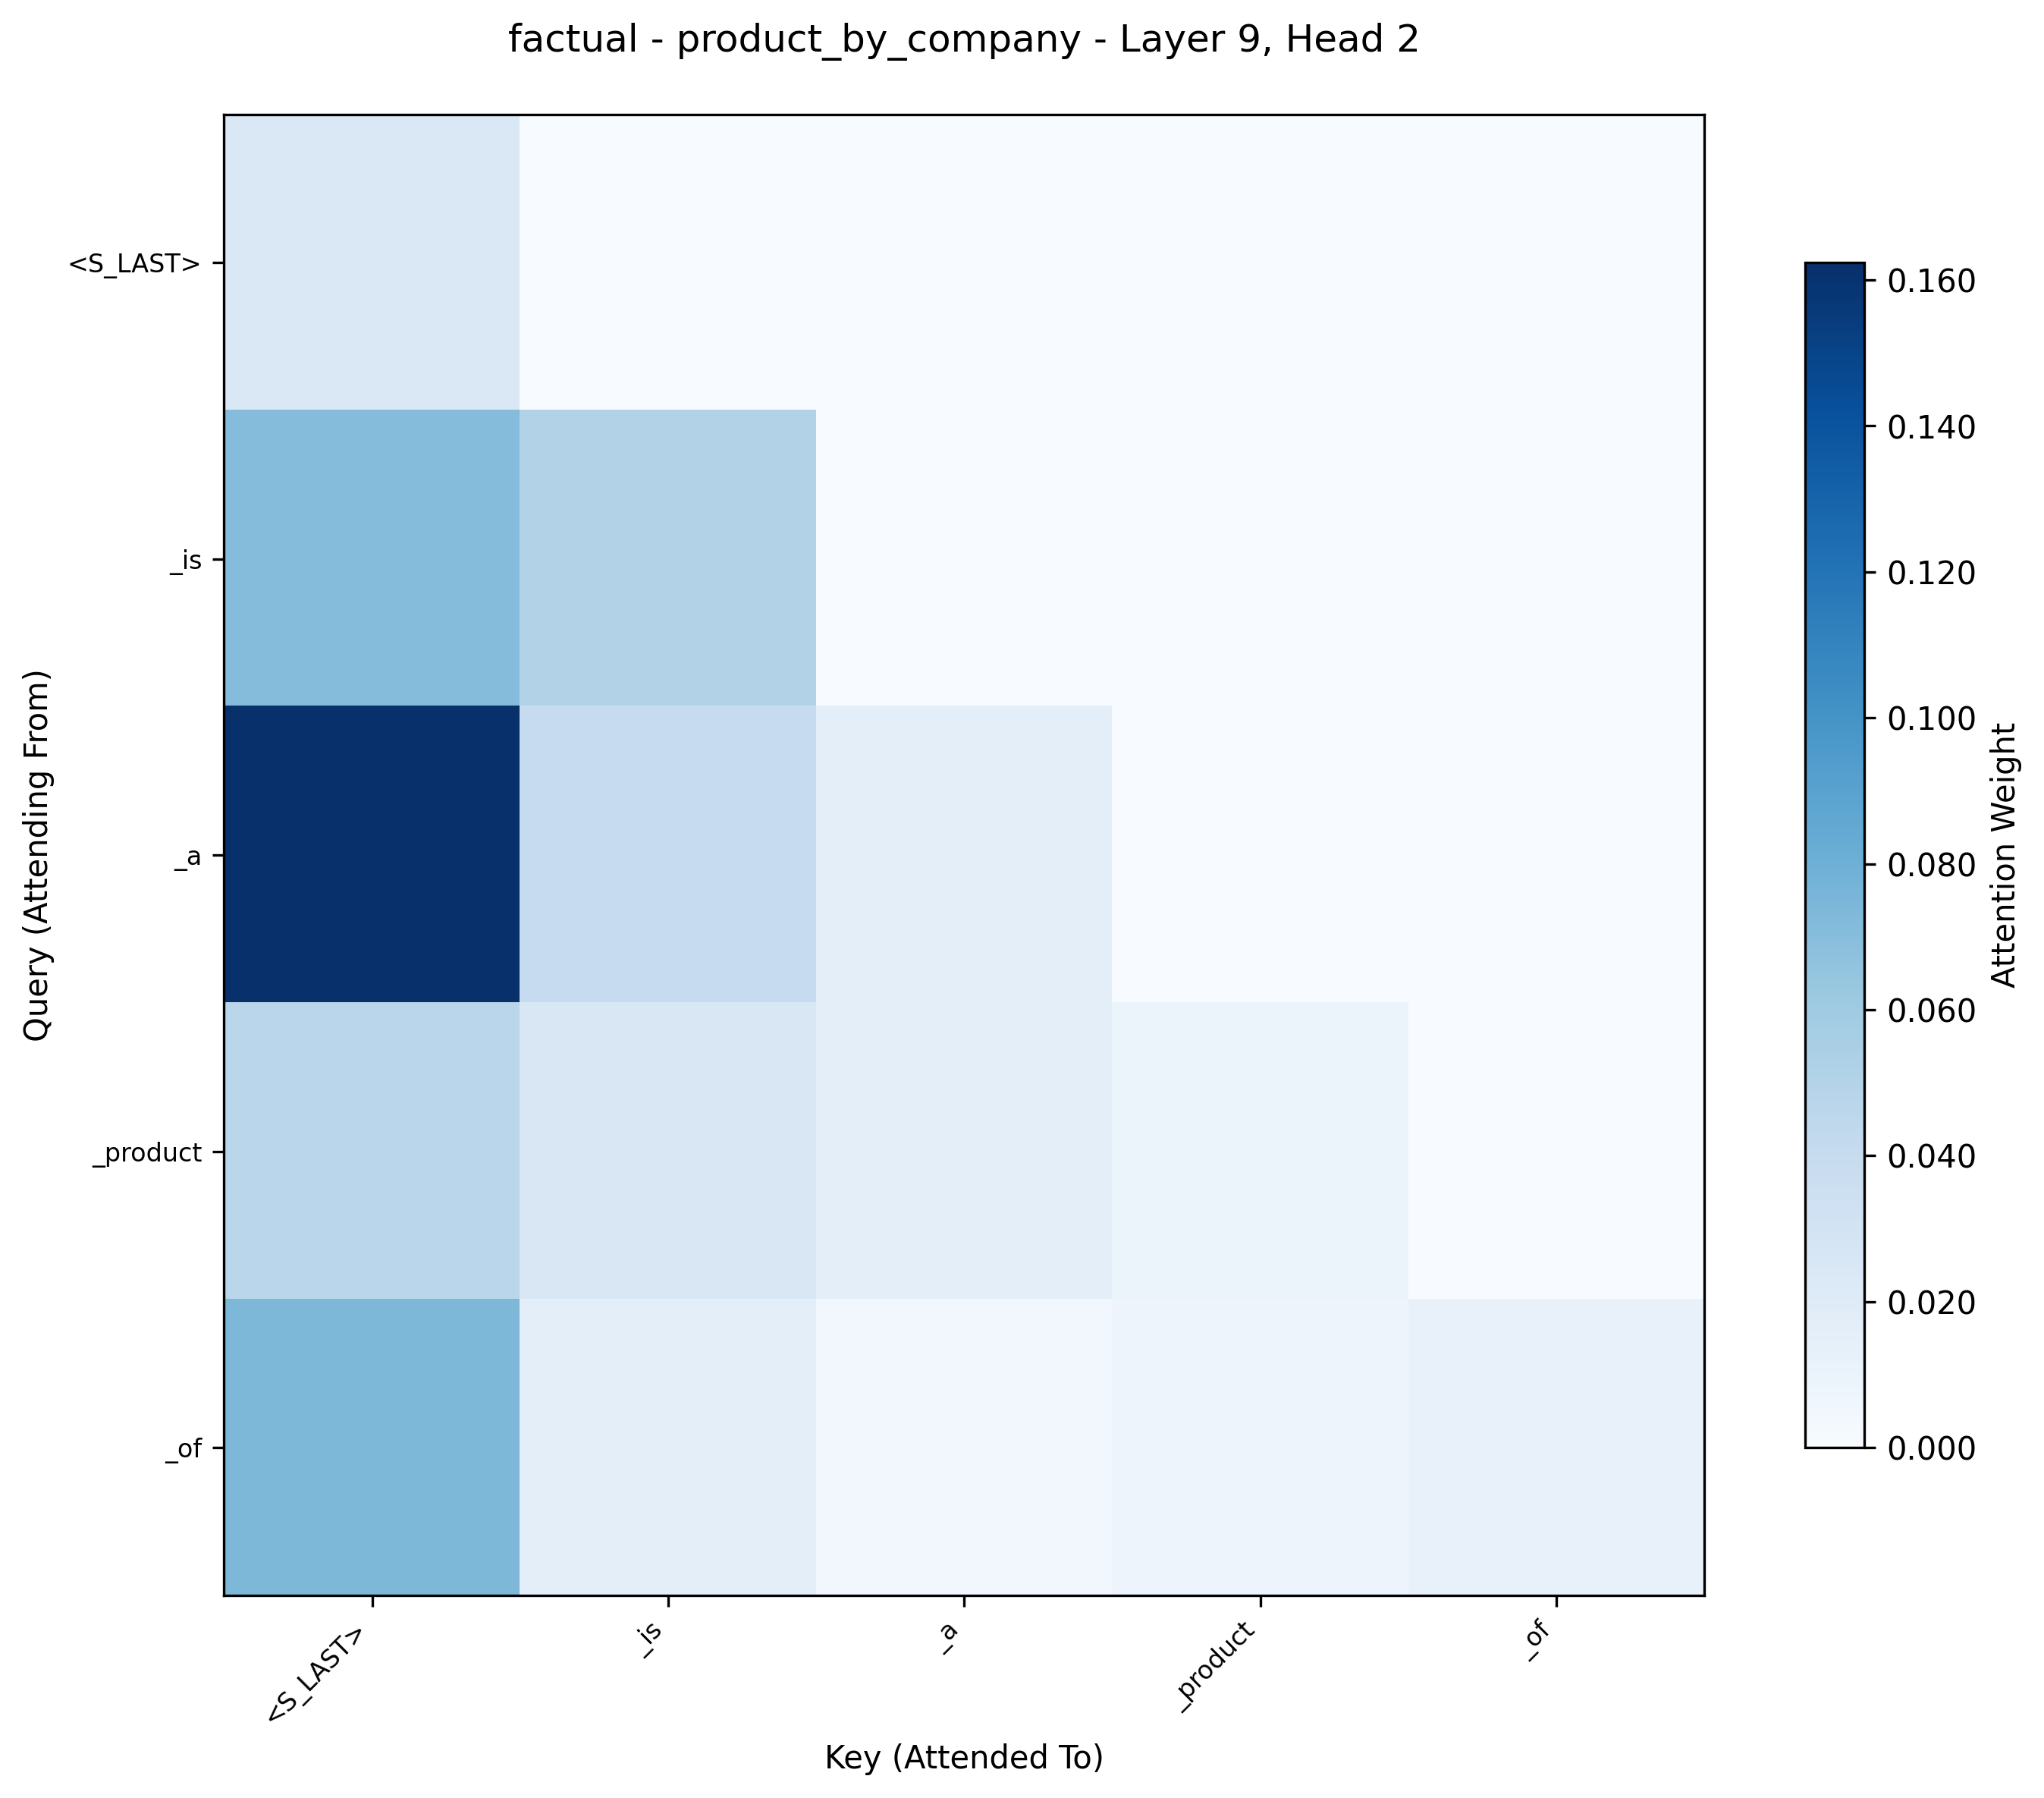 factual - product_by_company - Layer 9, Head 2
Query (Attending From)
<S_LAST>
_is
_a
_product
_of
<S_LAST>
_is
_a
_product
_of
Key (Attended To)
0.160
0.140
0.120
0.100
0.080
0.060
0.040
0.020
0.000
Attention Weight